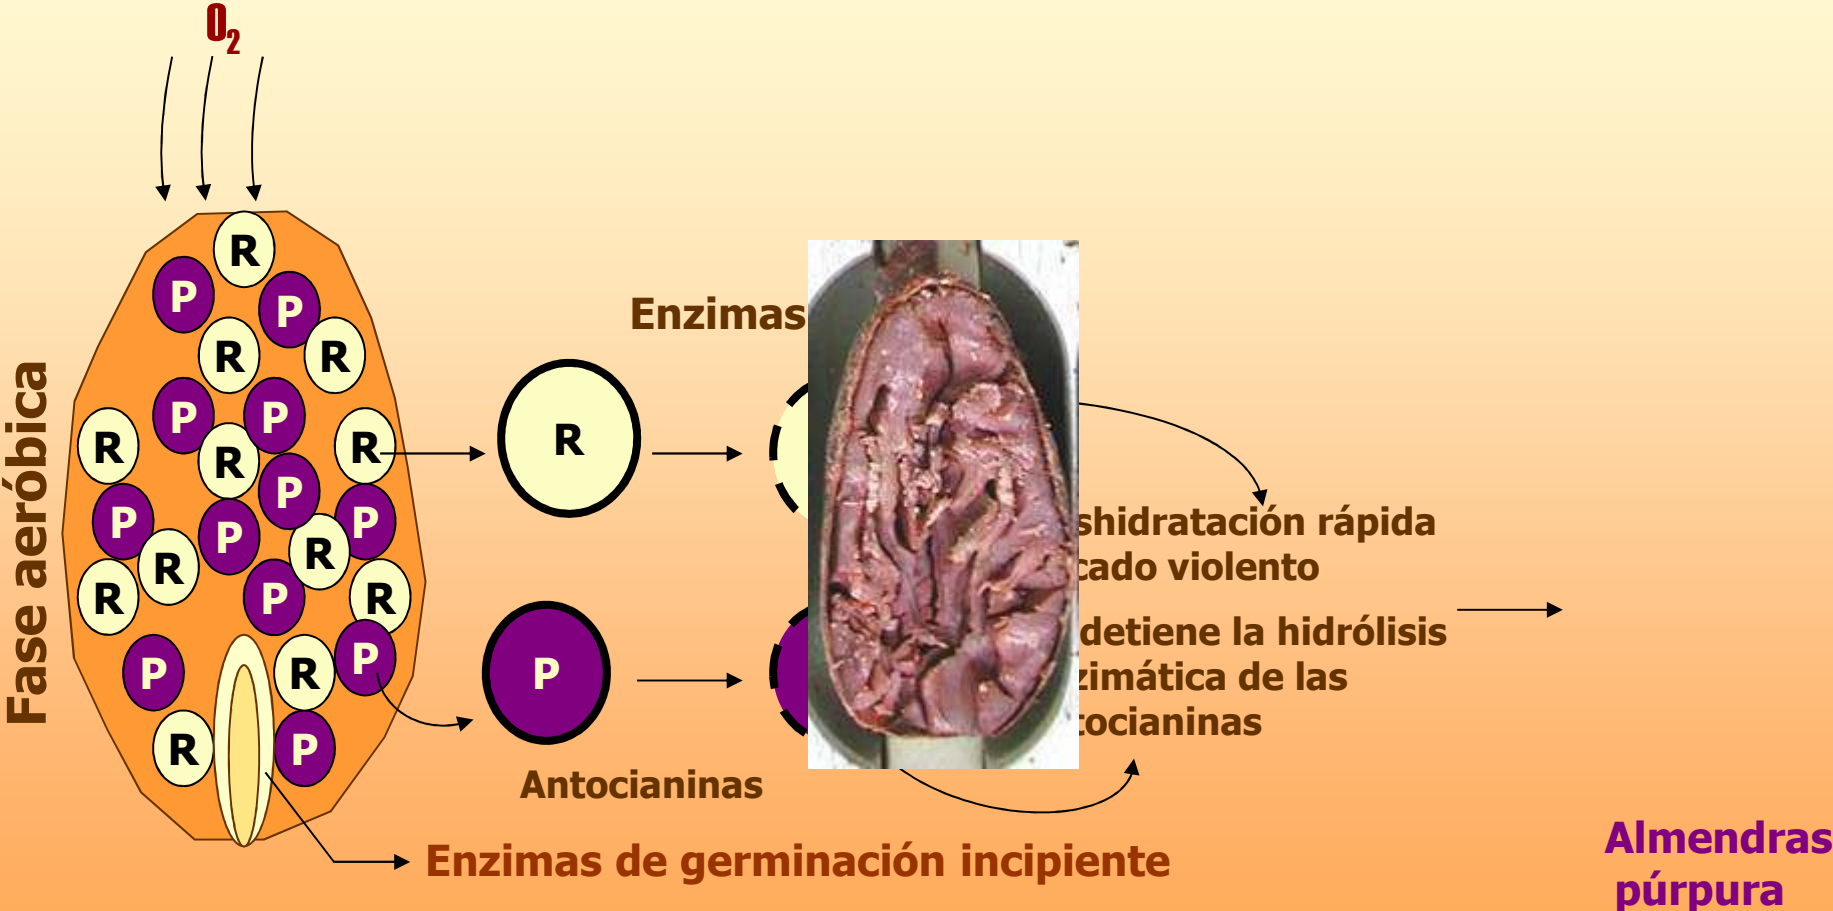 O2
Fase aeróbica
R
P
P
R
R
P
P
R
R
R
P
P
P
P
R
R
R
P
R
P
R
P
R
P
Enzimas
R
P
Antocianinas
shidratación rápida
cado violento
detiene la hidrólisis
zimática de las
tocianinas
Enzimas de germinación incipiente
Almendras
púrpura